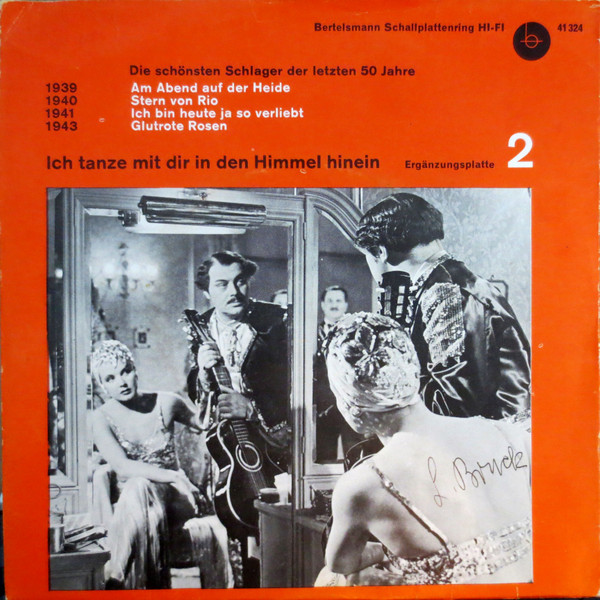 Bertelsmann Schallplattenring HI-FI 41 324
Die schönsten Schlager der letzten 50 Jahre
1939 Am Abend auf der Heide
1940 Stern von Rio
1941 Ich bin heute ja so verliebt
1943 Glutrote Rosen
Ich tanze mit dir in den Himmel hinein Ergänzungsplatte 2
L. Bruck